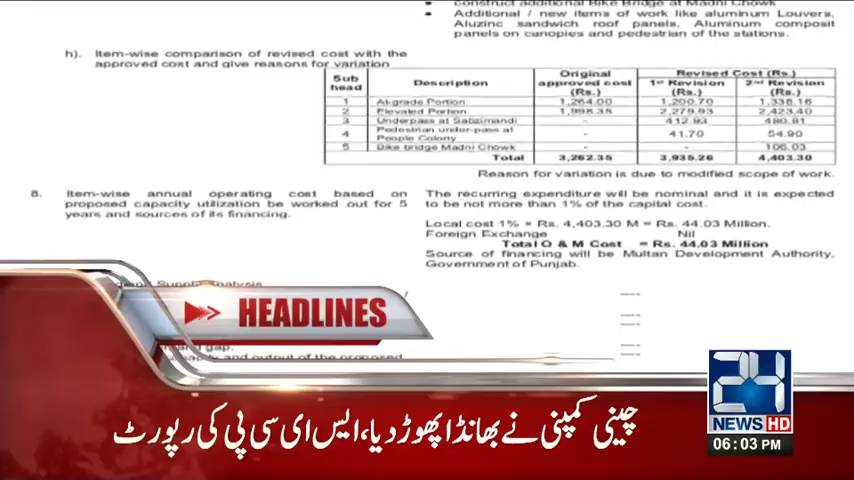 construct additional Bike Bridge at Madni Chowk
• Additional / new items of work like aluminum Louvers,
Aluzinc sandwich roof panels, Aluminum composit
panels on canopies and pedestrian of the stations.
h). Item-wise comparison of revised cost with the
approved cost and give reasons for variation
Sub head Description Original approved cost (Rs.) Revised Cost (Rs.)
1st Revision (Rs.) 2nd Revision (Rs.)
1 At-grade Portion 1,264.00 1,200.70 1,338.16
2 Elevated Portion 1,998.35 2,279.93 2,423.40
3 Underpass at Sabzimandi - 412.93 480.81
4 Pedestrian under-pass at People Colony - 41.70 54.90
5 Bike bridge Madni Chowk - - 106.03
Total 3,262.35 3,935.26 4,403.30
Reason for variation is due to modified scope of work.
8. Item-wise annual operating cost based on
proposed capacity utilization be worked out for 5
years and sources of its financing.
The recurring expenditure will be nominal and it is expected
to be not more than 1% of the capital cost.
Local cost 1% = Rs. 4,403.30 M = Rs. 44.03 Million.
Foreign Exchange Nil
Total O & M Cost = Rs. 44.03 Million
Source of financing will be Multan Development Authority,
Government of Punjab.
Analysis
HEADLINES
and gap.
and output of the proposed
چینی کمپنی نے بھانڈا پھوڑ دیا، ایس ای سی پی کی رپورٹ
24
NEWS HD
06:03 PM